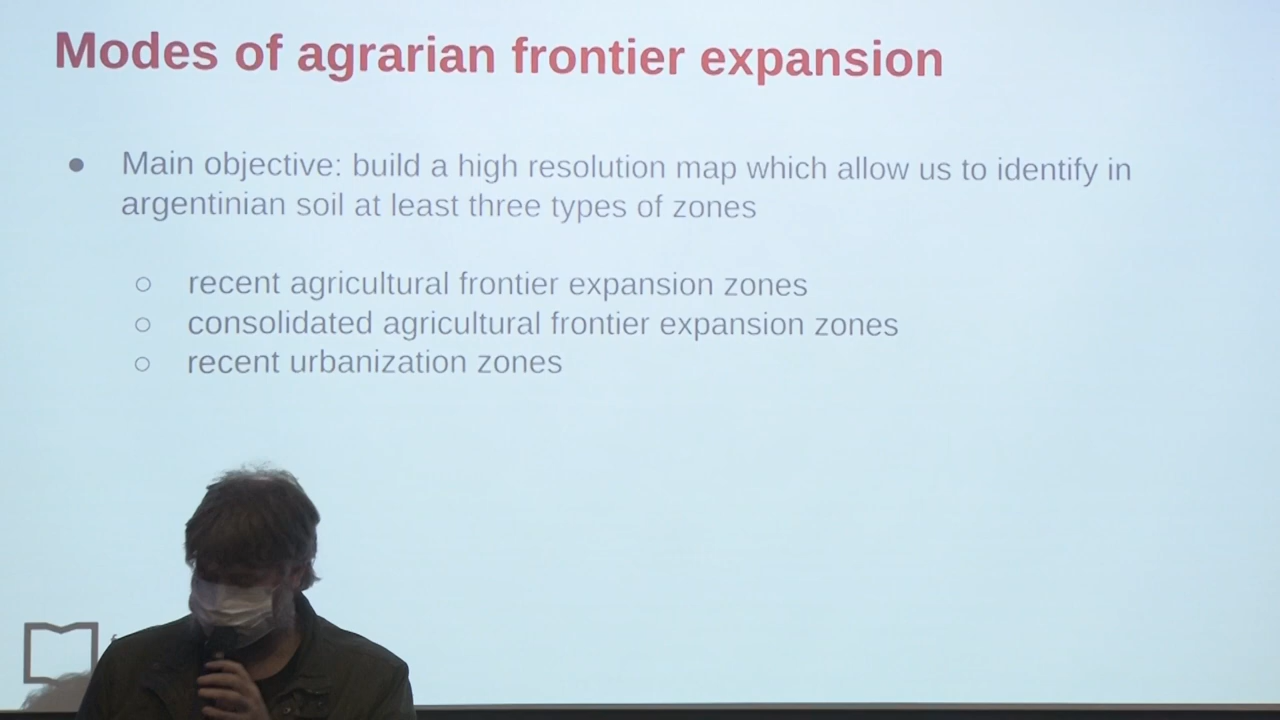 Modes of agrarian frontier expansion
● Main objective: build a high resolution map which allow us to identify in
argentinian soil at least three types of zones
○ recent agricultural frontier expansion zones
○ consolidated agricultural frontier expansion zones
○ recent urbanization zones